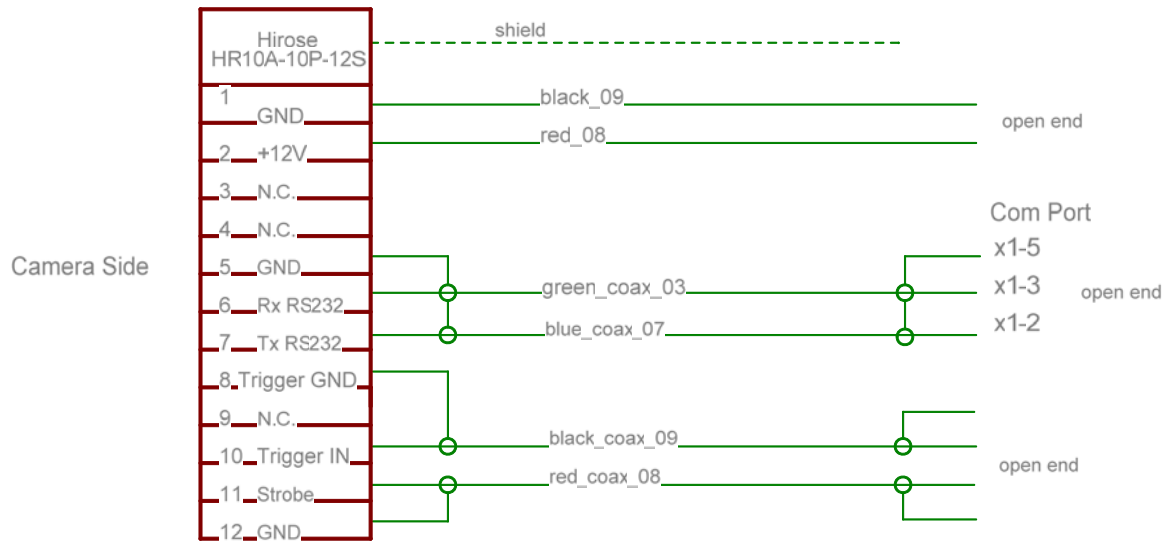 Hirose
HR10A-10P-12S
shield
1
GND
black_09
2 +12V
red_08
open end
3 N.C.
4 N.C.
Com Port
Camera Side
5 GND
x1-5
6 Rx RS232
green_coax_03
x1-3
open end
7 Tx RS232
blue_coax_07
x1-2
8 Trigger GND
9 N.C.
10 Trigger IN
black_coax_09
open end
11 Strobe
red_coax_08
12 GND